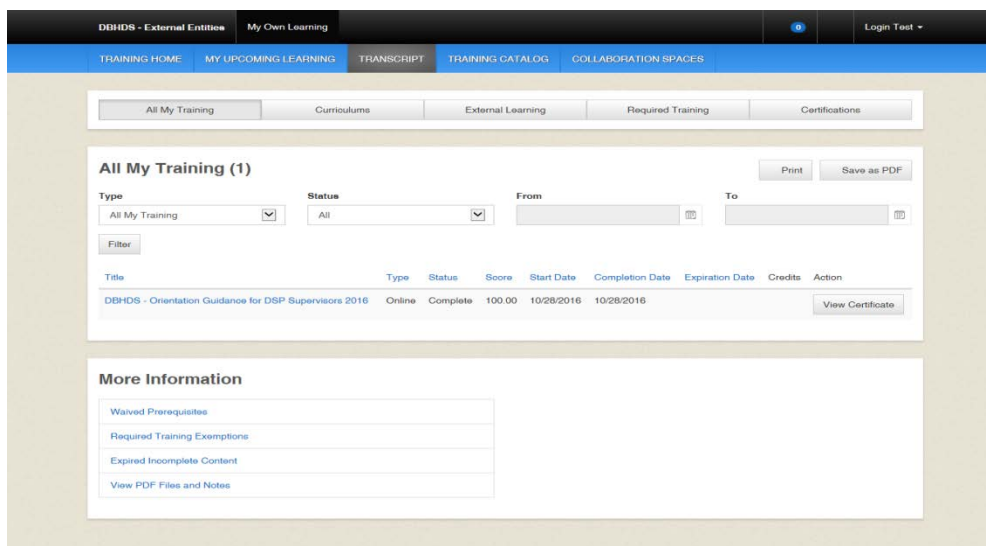 DBHDS - External Entities My Own Learning 0 Login Test
TRAINING HOME MY UPCOMING LEARNING TRANSCRIPT TRAINING CATALOG COLLABORATION SPACES
All My Training Curriculums External Learning Required Training Certifications
All My Training (1) Print Save as PDF
Type Status From To
All My Training All
Filter
Title Type Status Score Start Date Completion Date Expiration Date Credits Action
DBHDS - Orientation Guidance for DSP Supervisors 2016 Online Complete 100.00 10/28/2016 10/28/2016 View Certificate
More Information
Waived Prerequisites
Required Training Exemptions
Expired Incomplete Content
View PDF Files and Notes